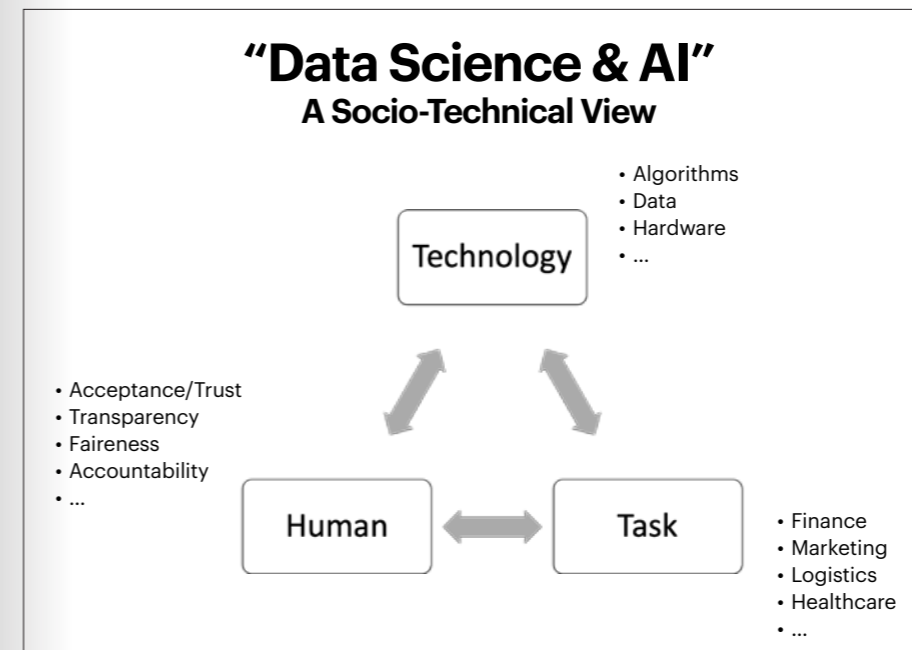 “Data Science & AI”
A Socio-Technical View
• Algorithms
• Data
• Hardware
• ...
Technology
• Acceptance/Trust
• Transparency
• Faireness
• Accountability
• ...
Human
Task
• Finance
• Marketing
• Logistics
• Healthcare
• ...